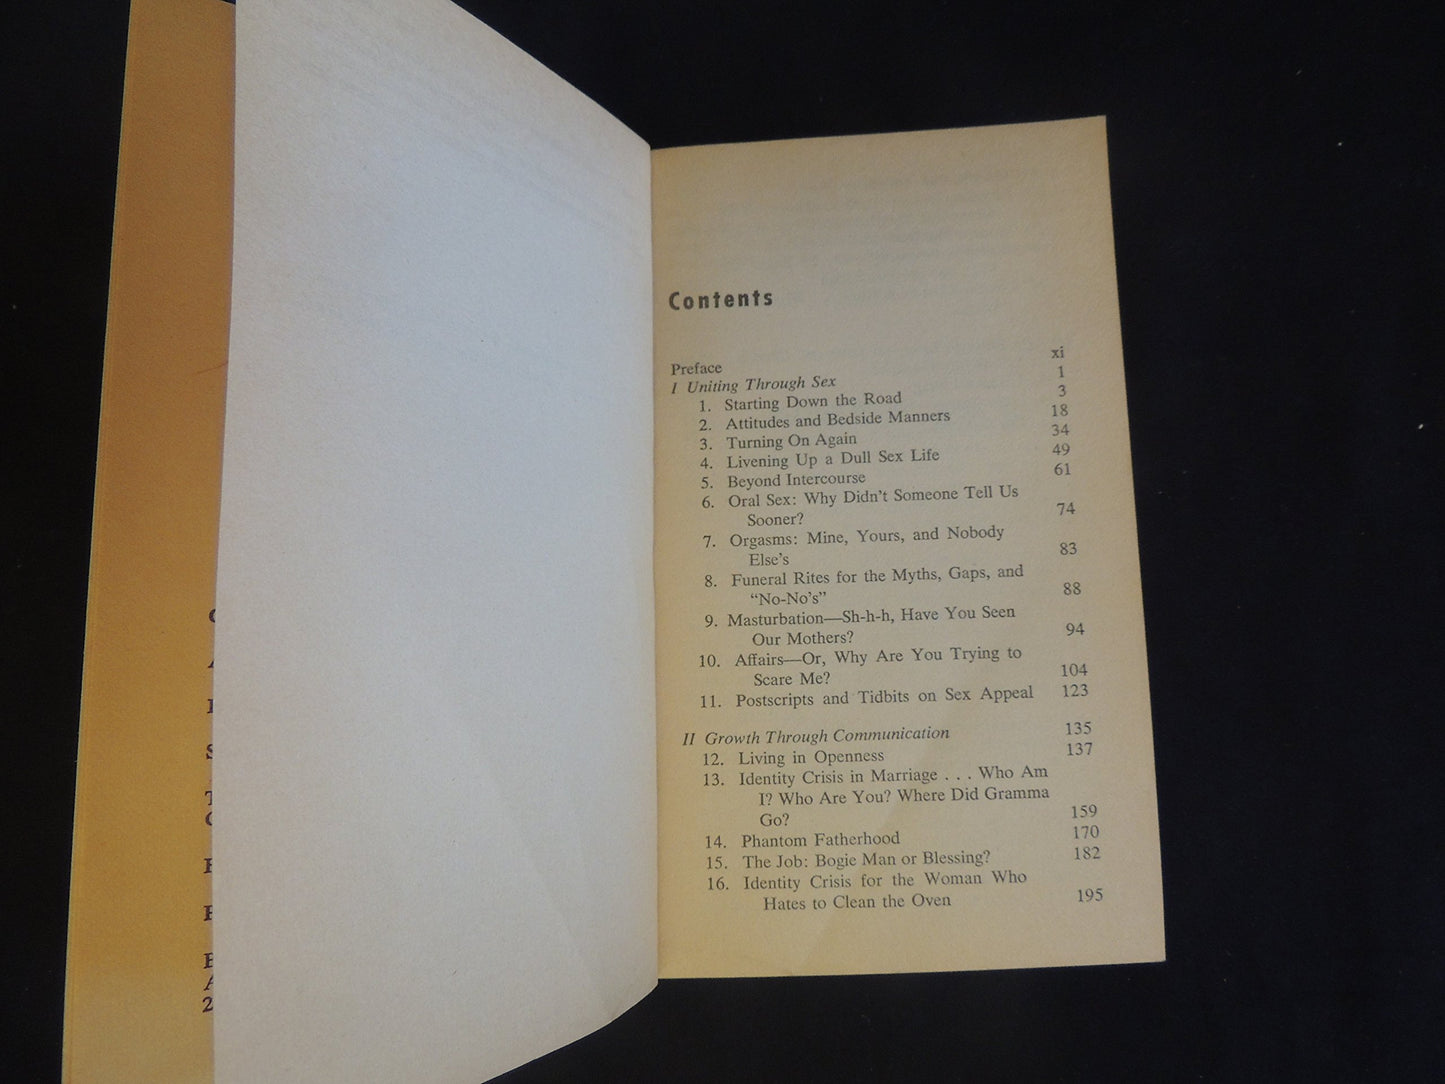 Contents
Preface xi
I Uniting Through Sex 1
1. Starting Down the Road 3
2. Attitudes and Bedside Manners 18
3. Turning On Again 34
4. Livening Up a Dull Sex Life 49
5. Beyond Intercourse 61
6. Oral Sex: Why Didn't Someone Tell Us
Sooner? 74
7. Orgasms: Mine, Yours, and Nobody
Else's 83
8. Funeral Rites for the Myths, Gaps, and
"No-No's" 88
9. Masturbation—Sh-h-h, Have You Seen
Our Mothers? 94
10. Affairs—Or, Why Are You Trying to
Scare Me? 104
11. Postscripts and Tidbits on Sex Appeal 123
II Growth Through Communication 135
12. Living in Openness 137
13. Identity Crisis in Marriage . . . Who Am
I? Who Are You? Where Did Gramma
Go? 159
14. Phantom Fatherhood 170
15. The Job: Bogie Man or Blessing? 182
16. Identity Crisis for the Woman Who
Hates to Clean the Oven 195